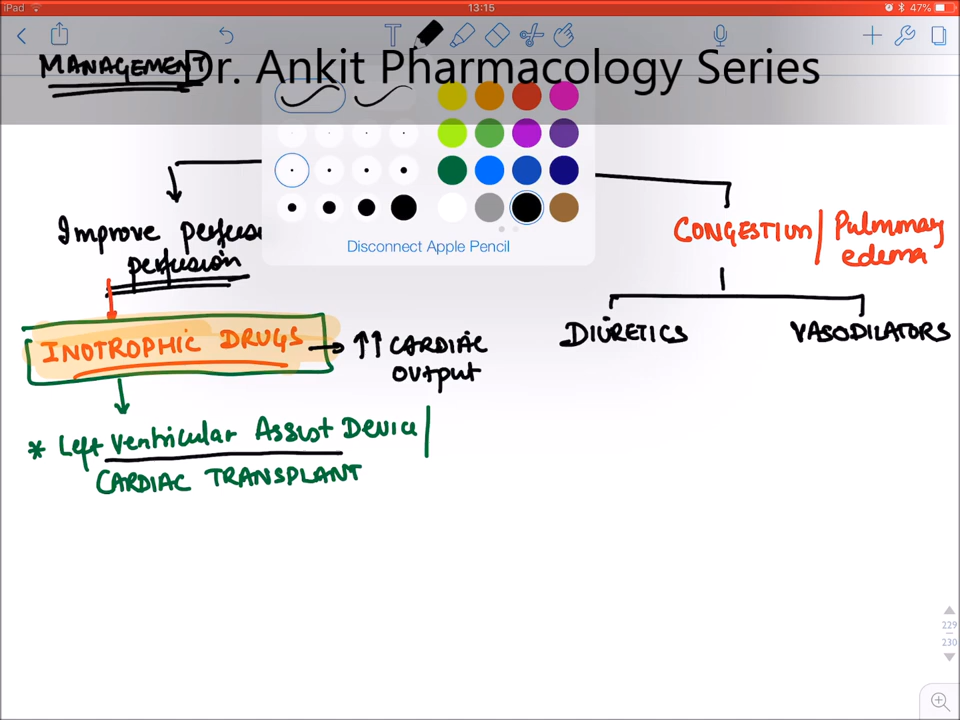 iPad 13:15 47%
T
MANAGEMENT
Dr. Ankit Pharmacology Series
Improve perfus
perfusion
Disconnect Apple Pencil
CONGESTION / Pulmonary
edema
INOTROPHIC DRUGS
↑↑ CARDIAC
OUTPUT
DIURETICS
VASODILATORS
* Left Ventricular Assist Device /
CARDIAC TRANSPLANT
229
230